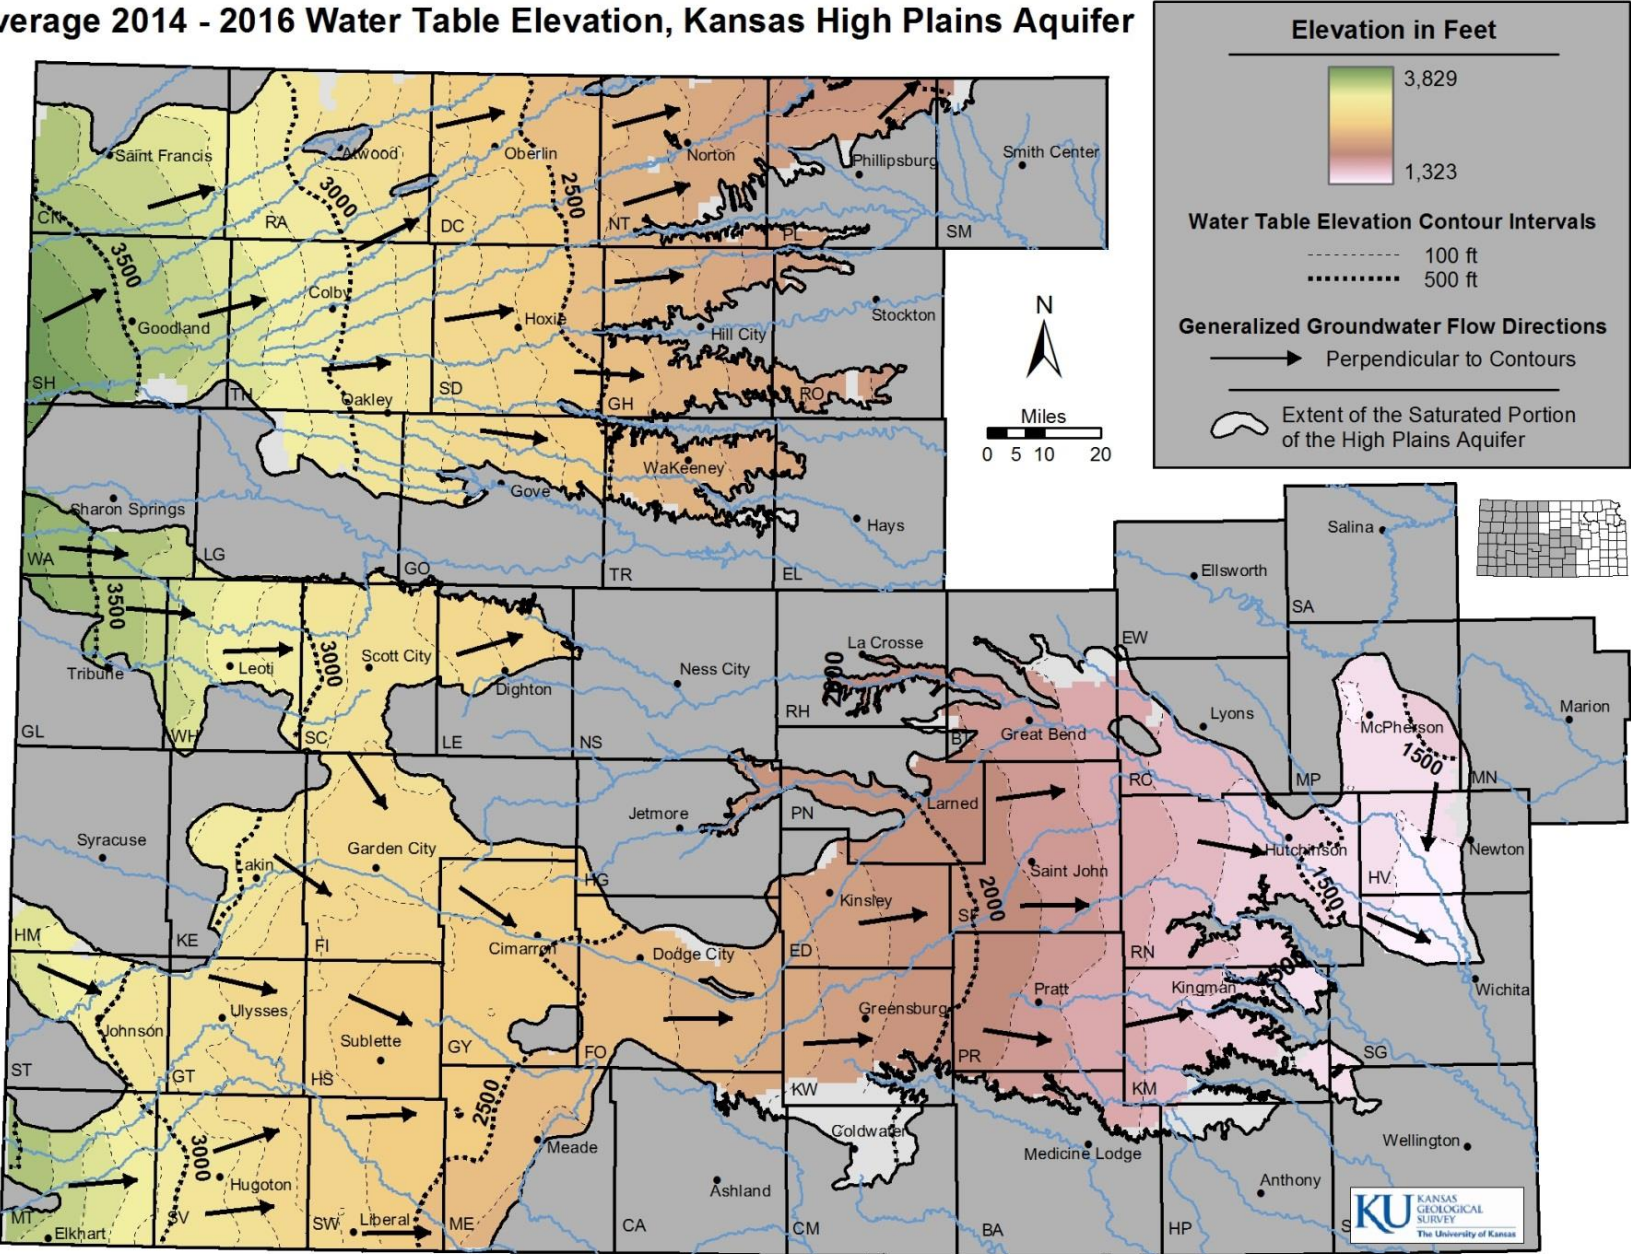 verage 2014 - 2016 Water Table Elevation, Kansas High Plains Aquifer
Elevation in Feet
3,829
1,323
Water Table Elevation Contour Intervals
100 ft
500 ft
Generalized Groundwater Flow Directions
Perpendicular to Contours
Extent of the Saturated Portion
of the High Plains Aquifer
N
Miles
0 5 10 20
Saint Francis
Atwood
Oberlin
Norton
Phillipsburg
Smith Center
CN
RA
DC
NT
PL
SM
3000
2500
3500
Goodland
Colby
Hoxie
Hill City
Stockton
SH
TH
SD
GH
RO
Oakley
Sharon Springs
Gove
WaKeeney
Hays
WA
LG
GO
TR
EL
3500
3000
Tribune
Leoti
Scott City
Dighton
Ness City
La Crosse
2000
Great Bend
Ellsworth
Salina
Lyons
McPherson
Marion
GL
WH
SC
LE
NS
RH
BT
EW
SA
RC
MP
MN
1500
Syracuse
akin
Garden City
Jetmore
Larned
Saint John
Hutchinson
Newton
HM
KE
FI
HG
PN
SF
RN
HV
Cimarron
Dodge City
Kinsley
2000
1500
ED
Johnson
Ulysses
Sublette
Greensburg
Pratt
Kingman
1500
Wichita
ST
GT
HS
GY
FO
KW
PR
KM
SG
3000
2500
Hugoton
Liberal
Meade
Ashland
Coldwater
Medicine Lodge
Anthony
Wellington
Elkhart
MT
SV
SW
ME
CA
CM
BA
HP
S
KU KANSAS
GEOLOGICAL
SURVEY
The University of Kansas